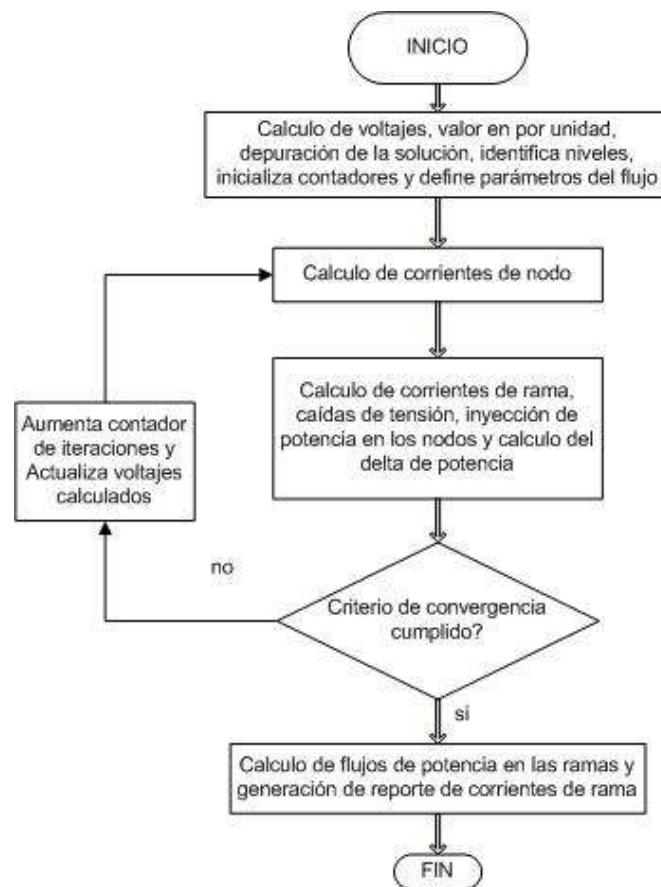 INICIO
Calculo de voltajes, valor en por unidad,
depuración de la solución, identifica niveles,
inicializa contadores y define parámetros del flujo
Calculo de corrientes de nodo
Calculo de corrientes de rama,
caídas de tensión, inyección de
potencia en los nodos y calculo del
delta de potencia
Aumenta contador
de iteraciones y
Actualiza voltajes
calculados
no
Criterio de convergencia
cumplido?
si
Calculo de flujos de potencia en las ramas y
generación de reporte de corrientes de rama
FIN